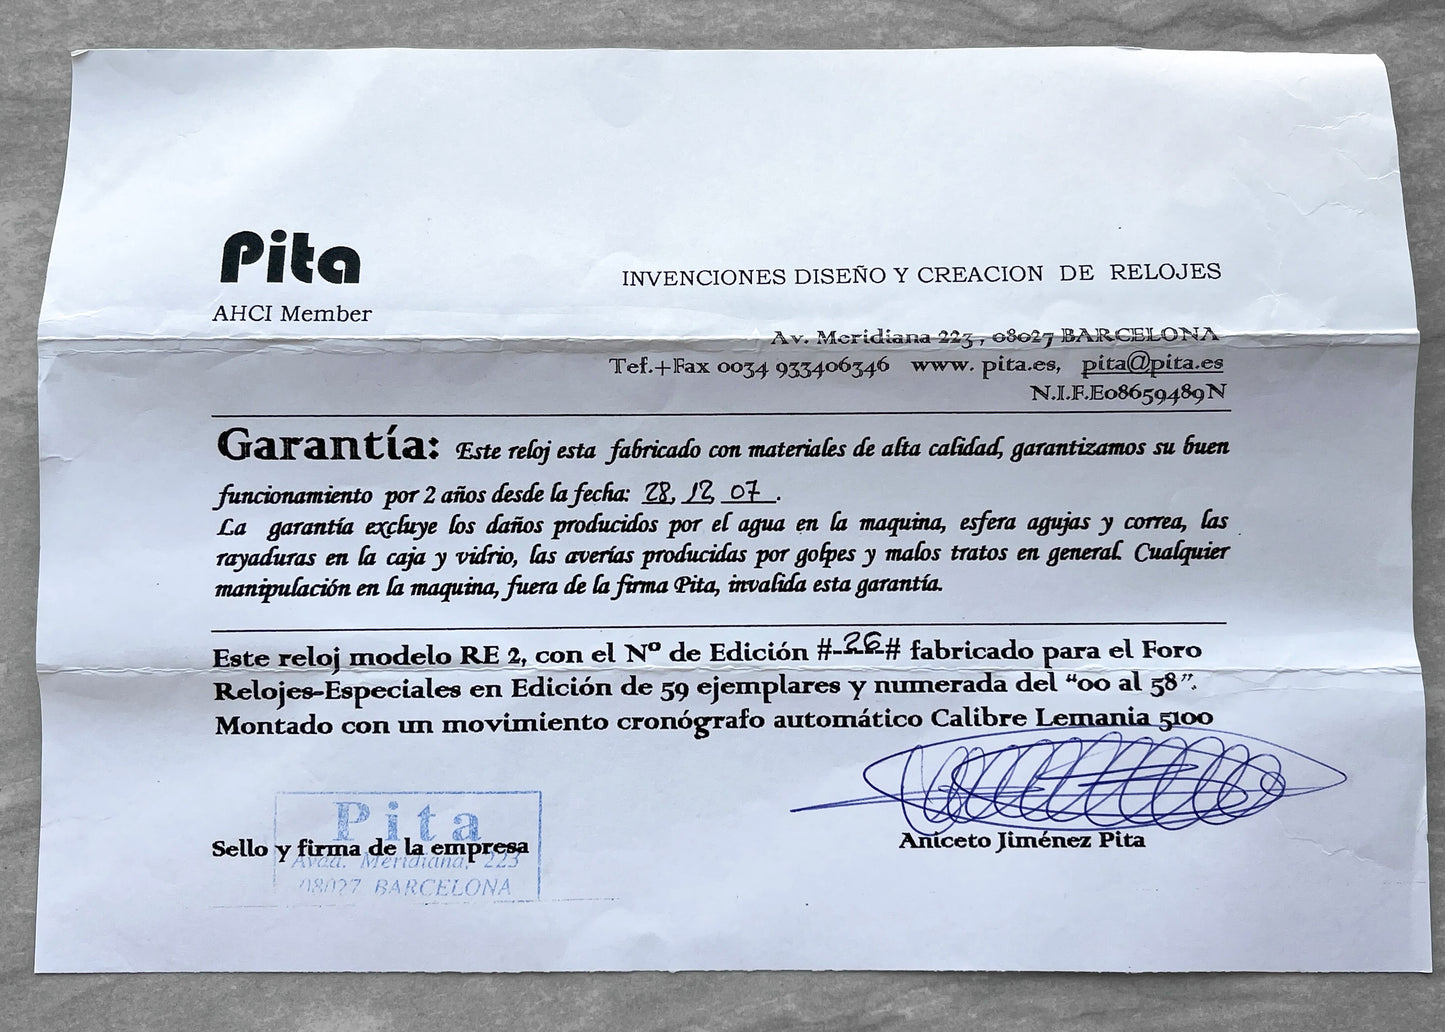 Pita
AHCI Member
INVENCIONES DISEÑO Y CREACION DE RELOJES
Av. Meridiana 223 , 08027 BARCELONA
Tef.+Fax 0034 933406346 www. pita.es, pita@pita.es
N.I.F.E08659489N
Garantía: Este reloj esta fabricado con materiales de alta calidad, garantizamos su buen
funcionamiento por 2 años desde la fecha: 28, 12, 07.
La garantía excluye los daños producidos por el agua en la maquina, esfera agujas y correa, las
rayaduras en la caja y vidrio, las averías producidas por golpes y malos tratos en general. Cualquier
manipulación en la maquina, fuera de la firma Pita, invalida esta garantía.
Este reloj modelo RE 2, con el Nº de Edición #-26# fabricado para el Foro
Relojes-Especiales en Edición de 59 ejemplares y numerada del “00 al 58”.
Montado con un movimiento cronógrafo automático Calibre Lemania 5100
Pita
Sello y firma de la empresa
Avda. Meridiana, 223
08027 BARCELONA
Aniceto Jiménez Pita